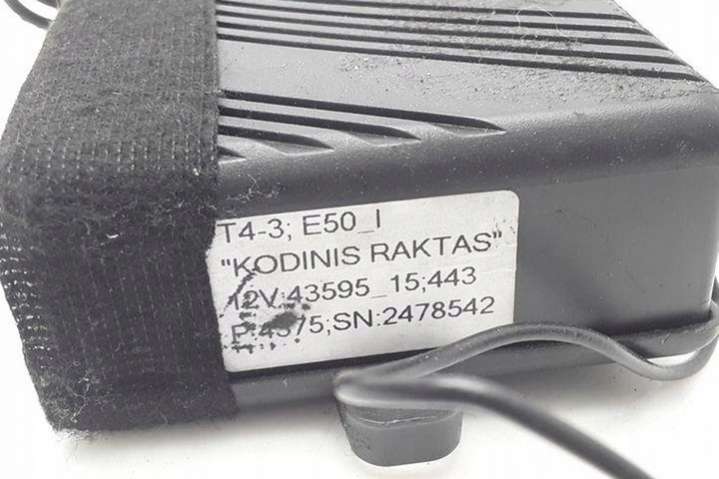 T4-3; E50_I
"KODINIS RAKTAS"
12V:43595_15;443
P:4375;SN:2478542